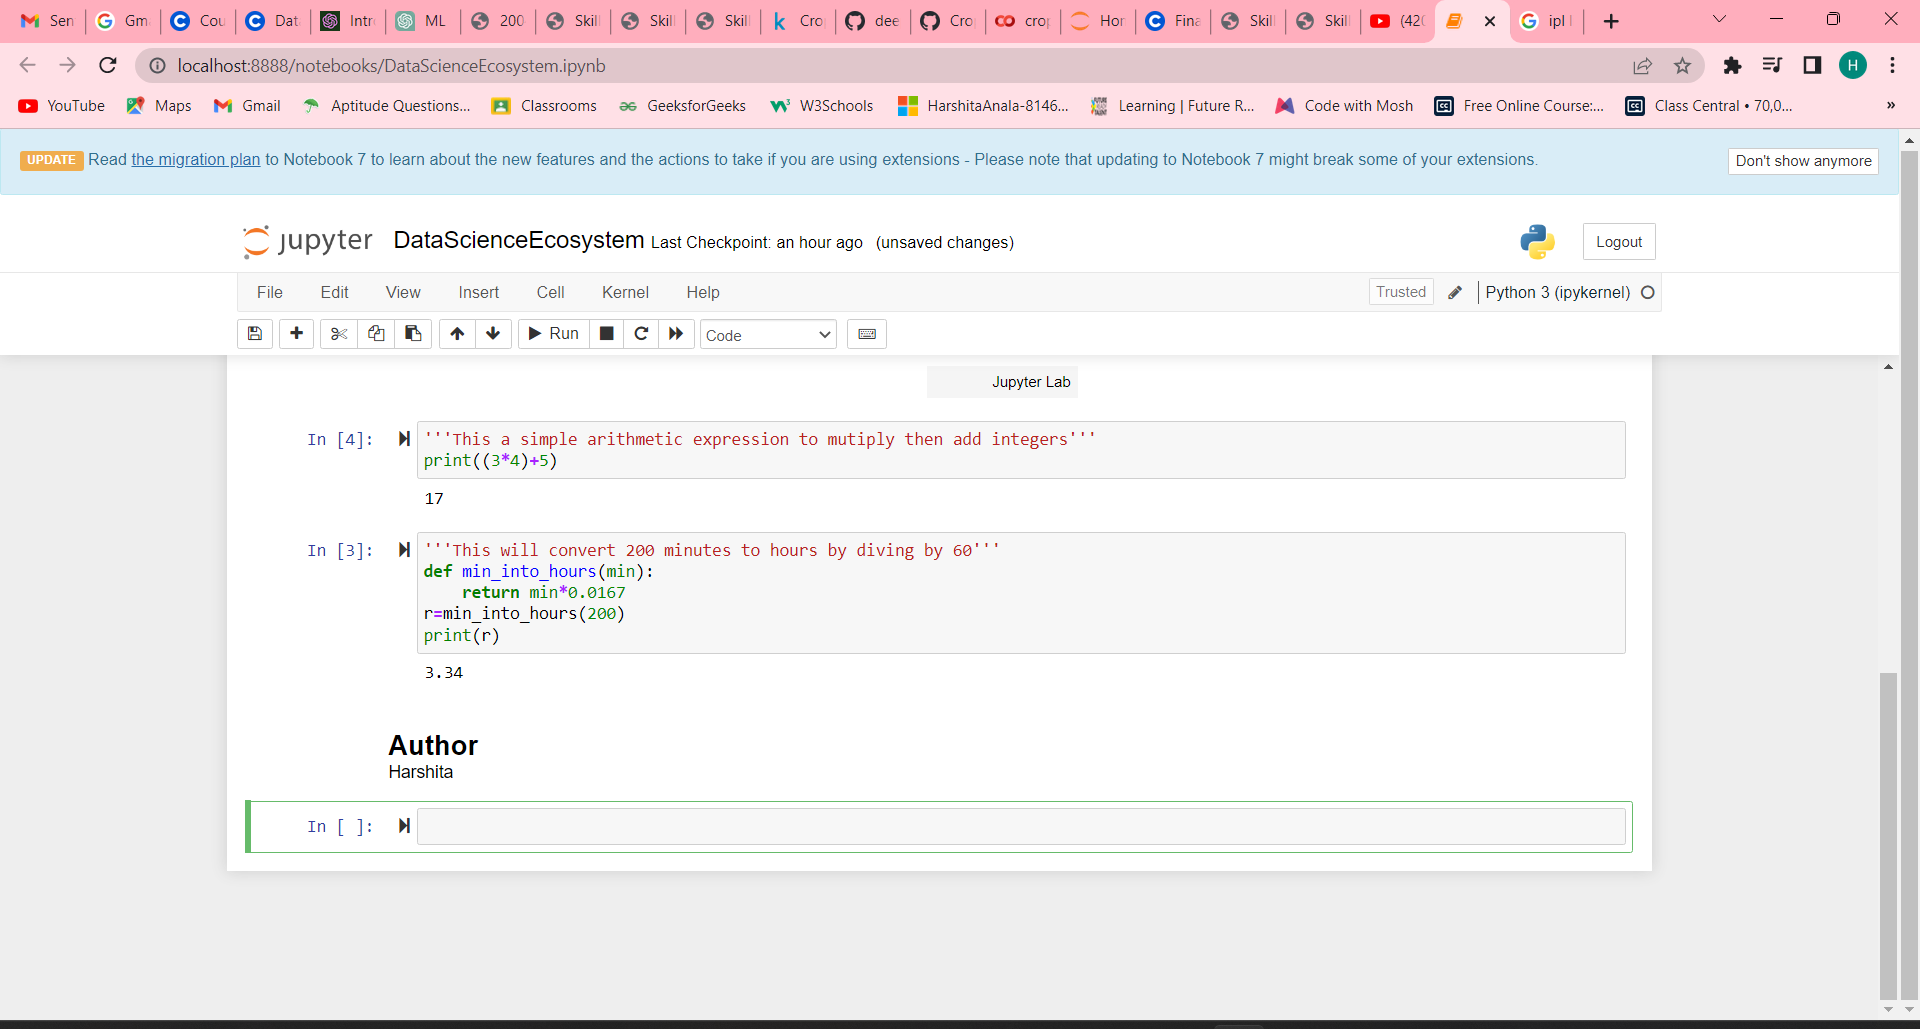 Sen
Gm
Cou
Dat
Intr
ML
200
Skil
Skil
Skil
Cro
dee
Cro
crop
Hor
Fina
Skil
Skil
(420
ipl
localhost:8888/notebooks/DataScienceEcosystem.ipynb
H
YouTube
Maps
Gmail
Aptitude Questions...
Classrooms
GeeksforGeeks
W3Schools
HarshitaAnala-8146...
Learning | Future R...
Code with Mosh
Free Online Course:...
Class Central • 70,0...
»
UPDATE Read the migration plan to Notebook 7 to learn about the new features and the actions to take if you are using extensions - Please note that updating to Notebook 7 might break some of your extensions.
Don't show anymore
jupyter DataScienceEcosystem Last Checkpoint: an hour ago (unsaved changes)
Logout
File Edit View Insert Cell Kernel Help
Trusted
Python 3 (ipykernel)
Run
Code
Jupyter Lab
In [4]: '''This a simple arithmetic expression to mutiply then add integers'''
print((3*4)+5)
17
In [3]: '''This will convert 200 minutes to hours by diving by 60'''
def min_into_hours(min):
    return min*0.0167
r=min_into_hours(200)
print(r)
3.34
Author
Harshita
In [ ]: